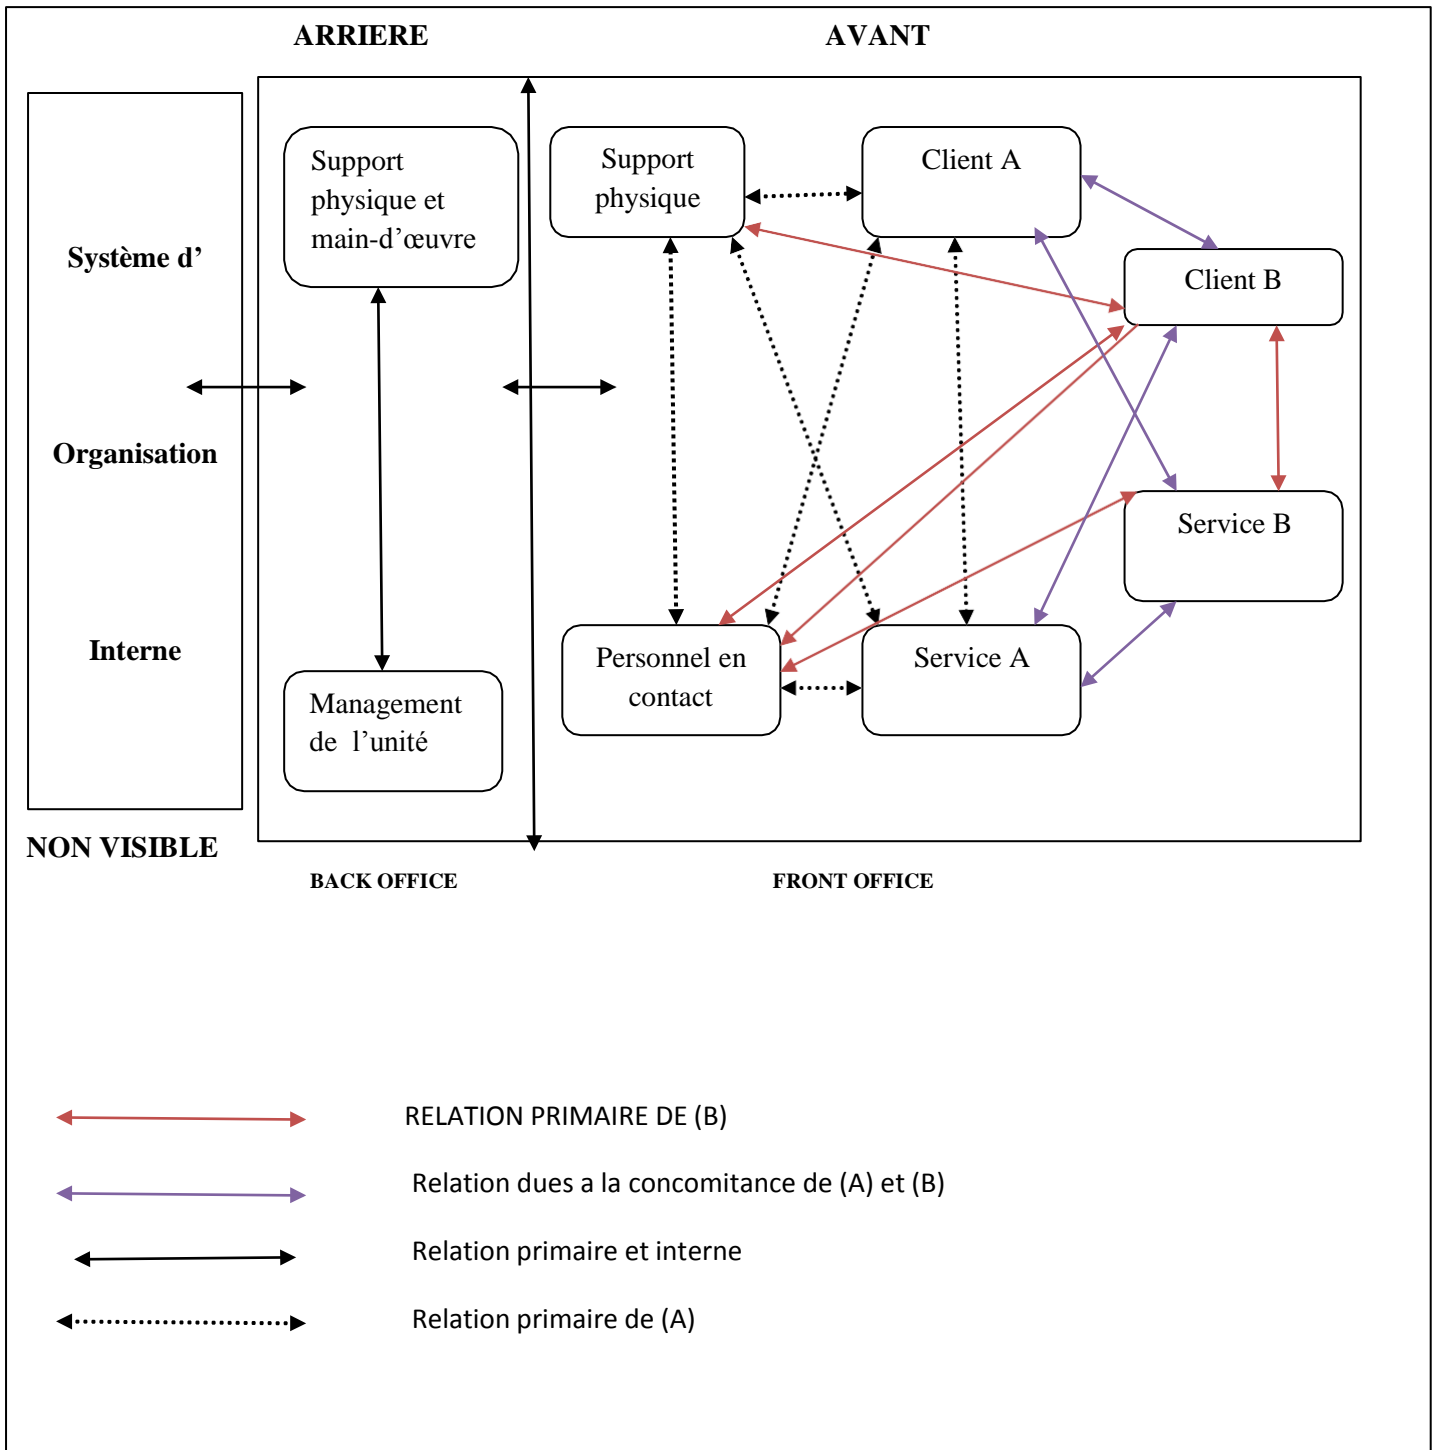 ARRIERE
AVANT
Système d’
Organisation
Interne
NON VISIBLE
Support
physique et
main-d’œuvre
Management
de l’unité
Support
physique
Client A
Client B
Service B
Personnel en
contact
Service A
BACK OFFICE
FRONT OFFICE
RELATION PRIMAIRE DE (B)
Relation dues a la concomitance de (A) et (B)
Relation primaire et interne
Relation primaire de (A)